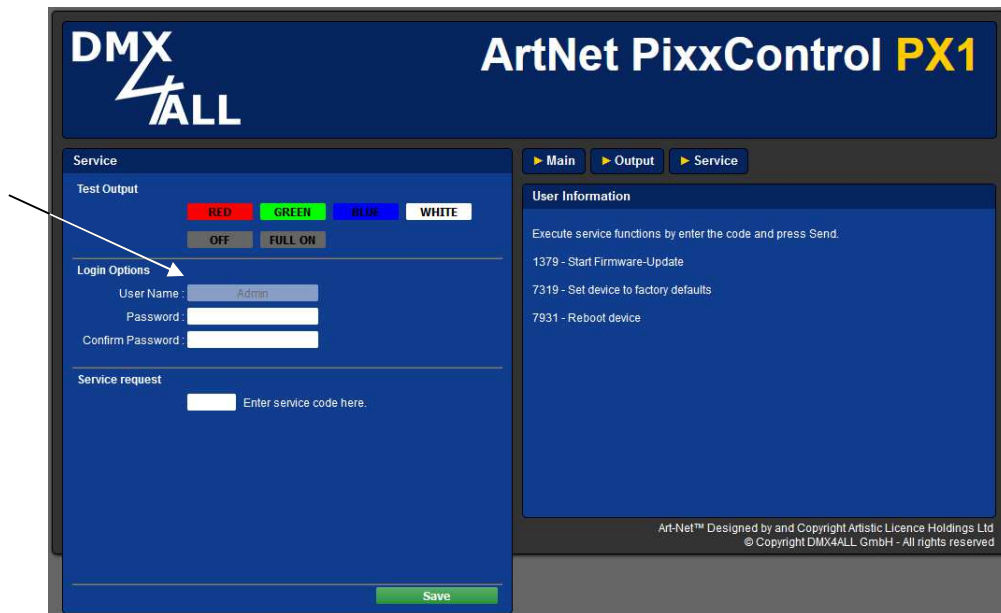 DMX
4ALL
ArtNet PixxControl PX1
Service
Test Output
RED GREEN BLUE WHITE
OFF FULL ON
Login Options
User Name : Admin
Password :
Confirm Password :
Service request
Enter service code here.
Save
Main Output Service
User Information
Execute service functions by enter the code and press Send.
1379 - Start Firmware-Update
7319 - Set device to factory defaults
7931 - Reboot device
Art-Net™ Designed by and Copyright Artistic Licence Holdings Ltd
© Copyright DMX4ALL GmbH - All rights reserved